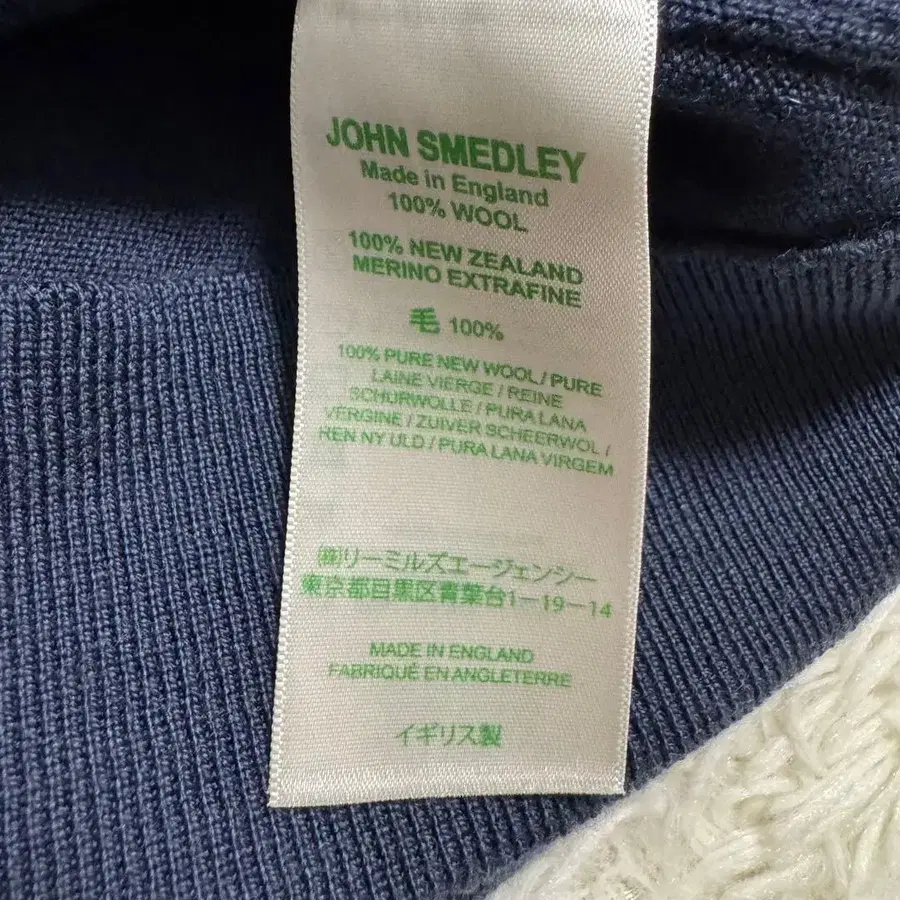 JOHN SMEDLEY
Made in England
100% WOOL
100% NEW ZEALAND
MERINO EXTRAFINE
毛 100%
100% PURE NEW WOOL / PURE
LAINE VIERGE / REINE
SCHURWOLLE / PURA LANA
VERGINE / ZUIVER SCHEERWOL /
REN NY ULD / PURA LANA VIRGEM
㈱リーミルズエージェンシー
東京都目黒区青葉台1-19-14
MADE IN ENGLAND
FABRIQUÉ EN ANGLETERRE
イギリス製